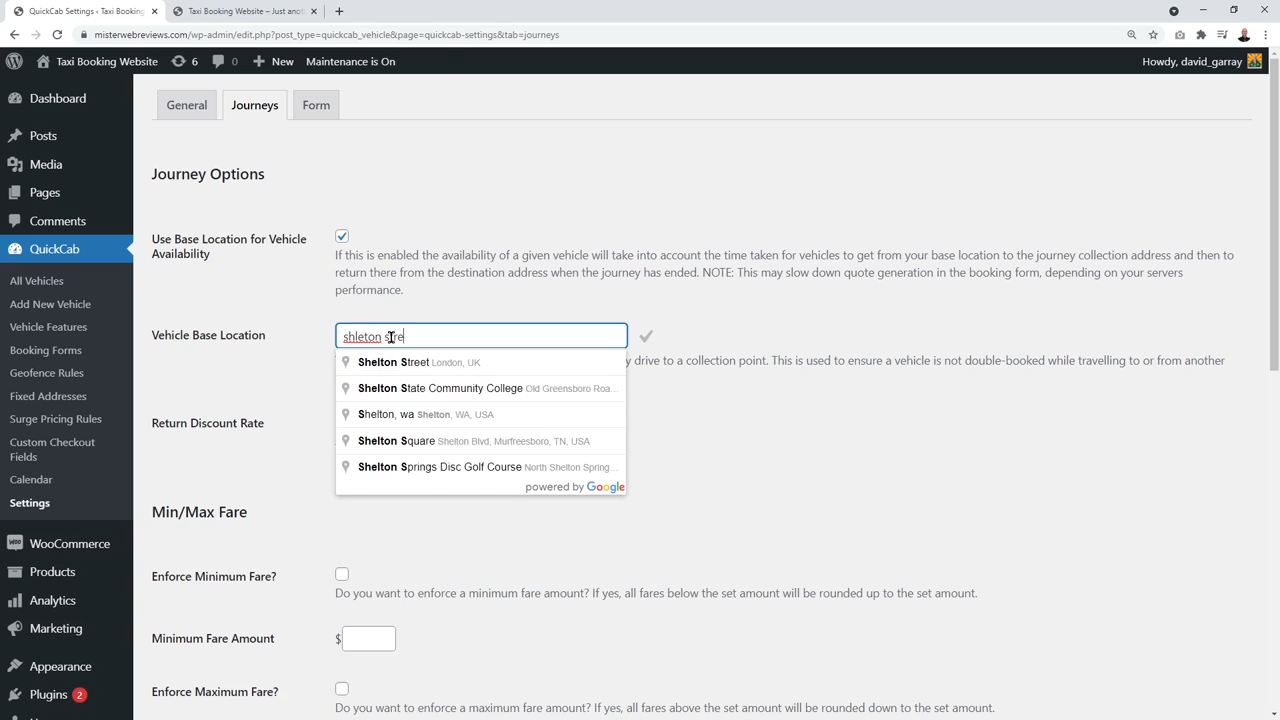 QuickCab Settings ‹ Taxi Booking
Taxi Booking Website – Just anot
misterwebreviews.com/wp-admin/edit.php?post_type=quickcab_vehicle&page=quickcab-settings&tab=journeys
Taxi Booking Website
6
0
New
Maintenance is On
Howdy, david_garray
Dashboard
Posts
Media
Pages
Comments
QuickCab
All Vehicles
Add New Vehicle
Vehicle Features
Booking Forms
Geofence Rules
Fixed Addresses
Surge Pricing Rules
Custom Checkout
Fields
Calendar
Settings
WooCommerce
Products
Analytics
Marketing
Appearance
Plugins 2
General
Journeys
Form
Journey Options
Use Base Location for Vehicle
Availability
If this is enabled the availability of a given vehicle will take into account the time taken for vehicles to get from your base location to the journey collection address and then to
return there from the destination address when the journey has ended. NOTE: This may slow down quote generation in the booking form, depending on your servers
performance.
Vehicle Base Location
shleton stre
y drive to a collection point. This is used to ensure a vehicle is not double-booked while travelling to or from another
Shelton Street London, UK
Shelton State Community College Old Greensboro Roa...
Shelton, wa Shelton, WA, USA
Shelton Square Shelton Blvd, Murfreesboro, TN, USA
Shelton Springs Disc Golf Course North Shelton Spring...
powered by Google
Return Discount Rate
Min/Max Fare
Enforce Minimum Fare?
Do you want to enforce a minimum fare amount? If yes, all fares below the set amount will be rounded up to the set amount.
Minimum Fare Amount
$
Enforce Maximum Fare?
Do you want to enforce a maximum fare amount? If yes, all fares above the set amount will be rounded down to the set amount.